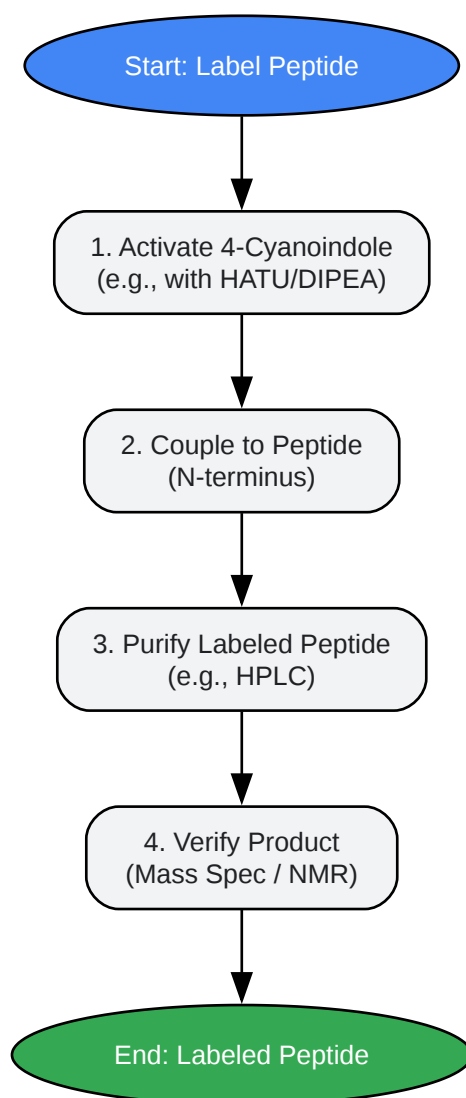 Start: Label Peptide
1. Activate 4-Cyanoindole
(e.g., with HATU/DIPEA)
2. Couple to Peptide
(N-terminus)
3. Purify Labeled Peptide
(e.g., HPLC)
4. Verify Product
(Mass Spec / NMR)
End: Labeled Peptide